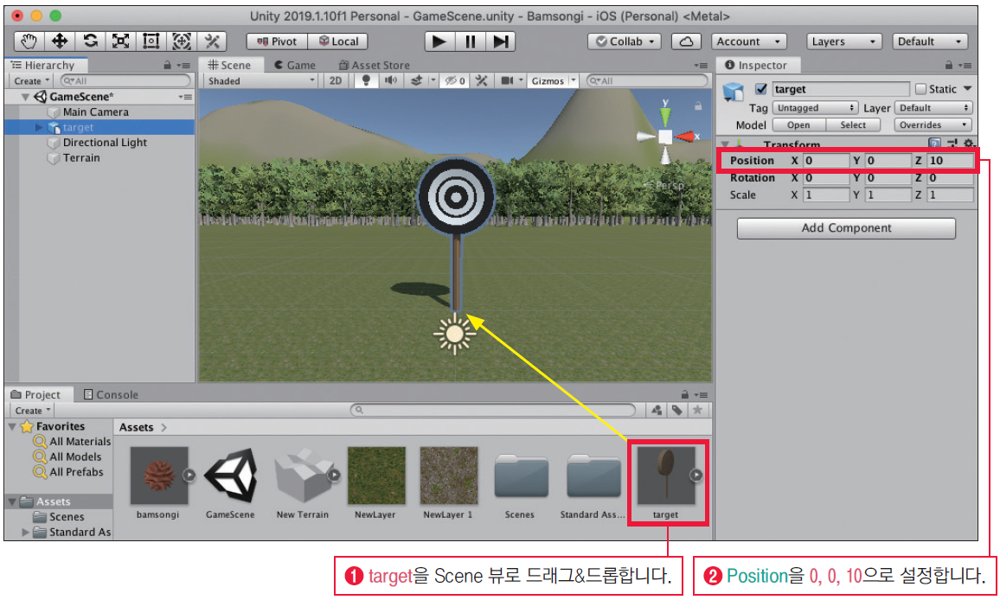 Unity 2019.1.10f1 Personal - GameScene.unity - Bamsongi - iOS (Personal) <Metal>
Pivot Local Collab Account Layers Default
Hierarchy
Create All
GameScene*
Main Camera
target
Directional Light
Terrain
Scene Game Asset Store
Shaded 2D 0 Gizmos All
y
x
Persp
Inspector
target Static
Tag Untagged Layer Default
Model Open Select Overrides
Transform
Position X 0 Y 0 Z 10
Rotation X 0 Y 0 Z 0
Scale X 1 Y 1 Z 1
Add Component
Project Console
Create
Favorites
All Materials
All Models
All Prefabs
Assets
Scenes
Standard As
Assets >
bamsongi GameScene New Terrain NewLayer NewLayer 1 Scenes Standard Ass... target
❶ target을 Scene 뷰로 드래그&드롭합니다.
❷ Position을 0, 0, 10으로 설정합니다.